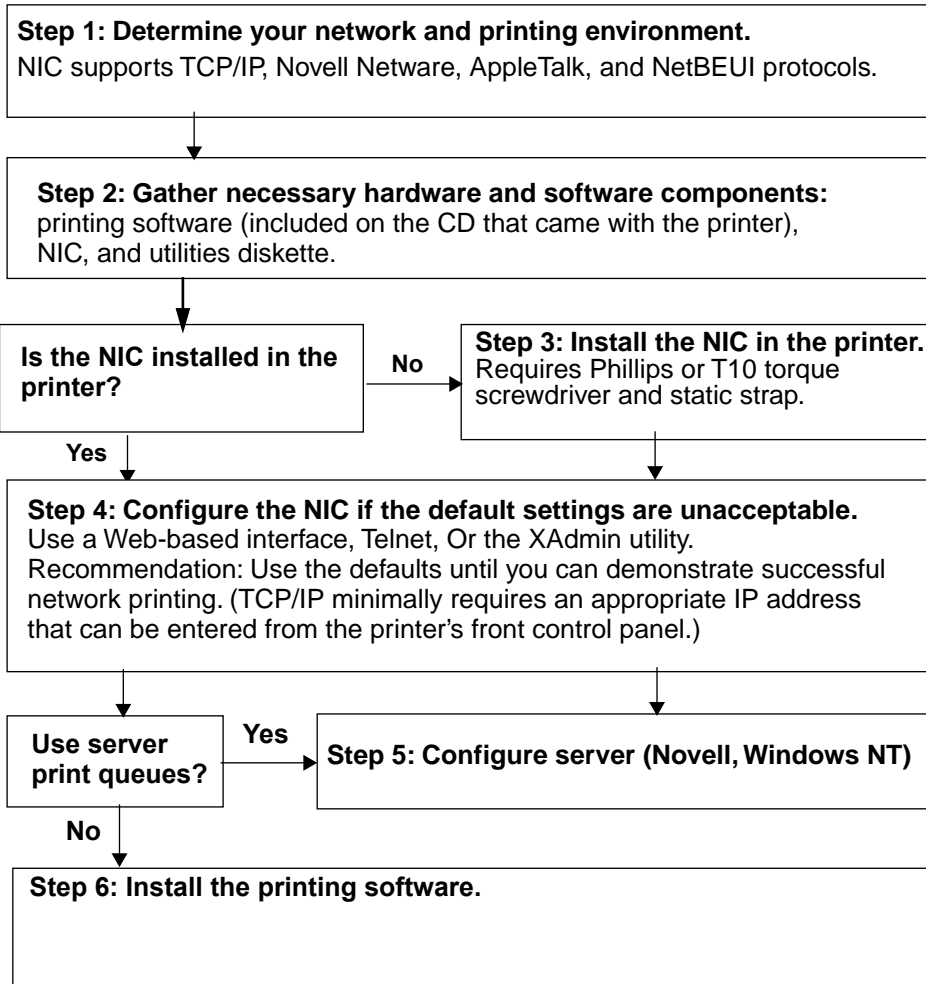 Step 1: Determine your network and printing environment.
NIC supports TCP/IP, Novell Netware, AppleTalk, and NetBEUI protocols.
Step 2: Gather necessary hardware and software components:
printing software (included on the CD that came with the printer),
NIC, and utilities diskette.
Is the NIC installed in the
printer?
No
Step 3: Install the NIC in the printer.
Requires Phillips or T10 torque
screwdriver and static strap.
Yes
Step 4: Configure the NIC if the default settings are unacceptable.
Use a Web-based interface, Telnet, Or the XAdmin utility.
Recommendation: Use the defaults until you can demonstrate successful
network printing. (TCP/IP minimally requires an appropriate IP address
that can be entered from the printer’s front control panel.)
Use server
print queues?
Yes
Step 5: Configure server (Novell, Windows NT)
No
Step 6: Install the printing software.